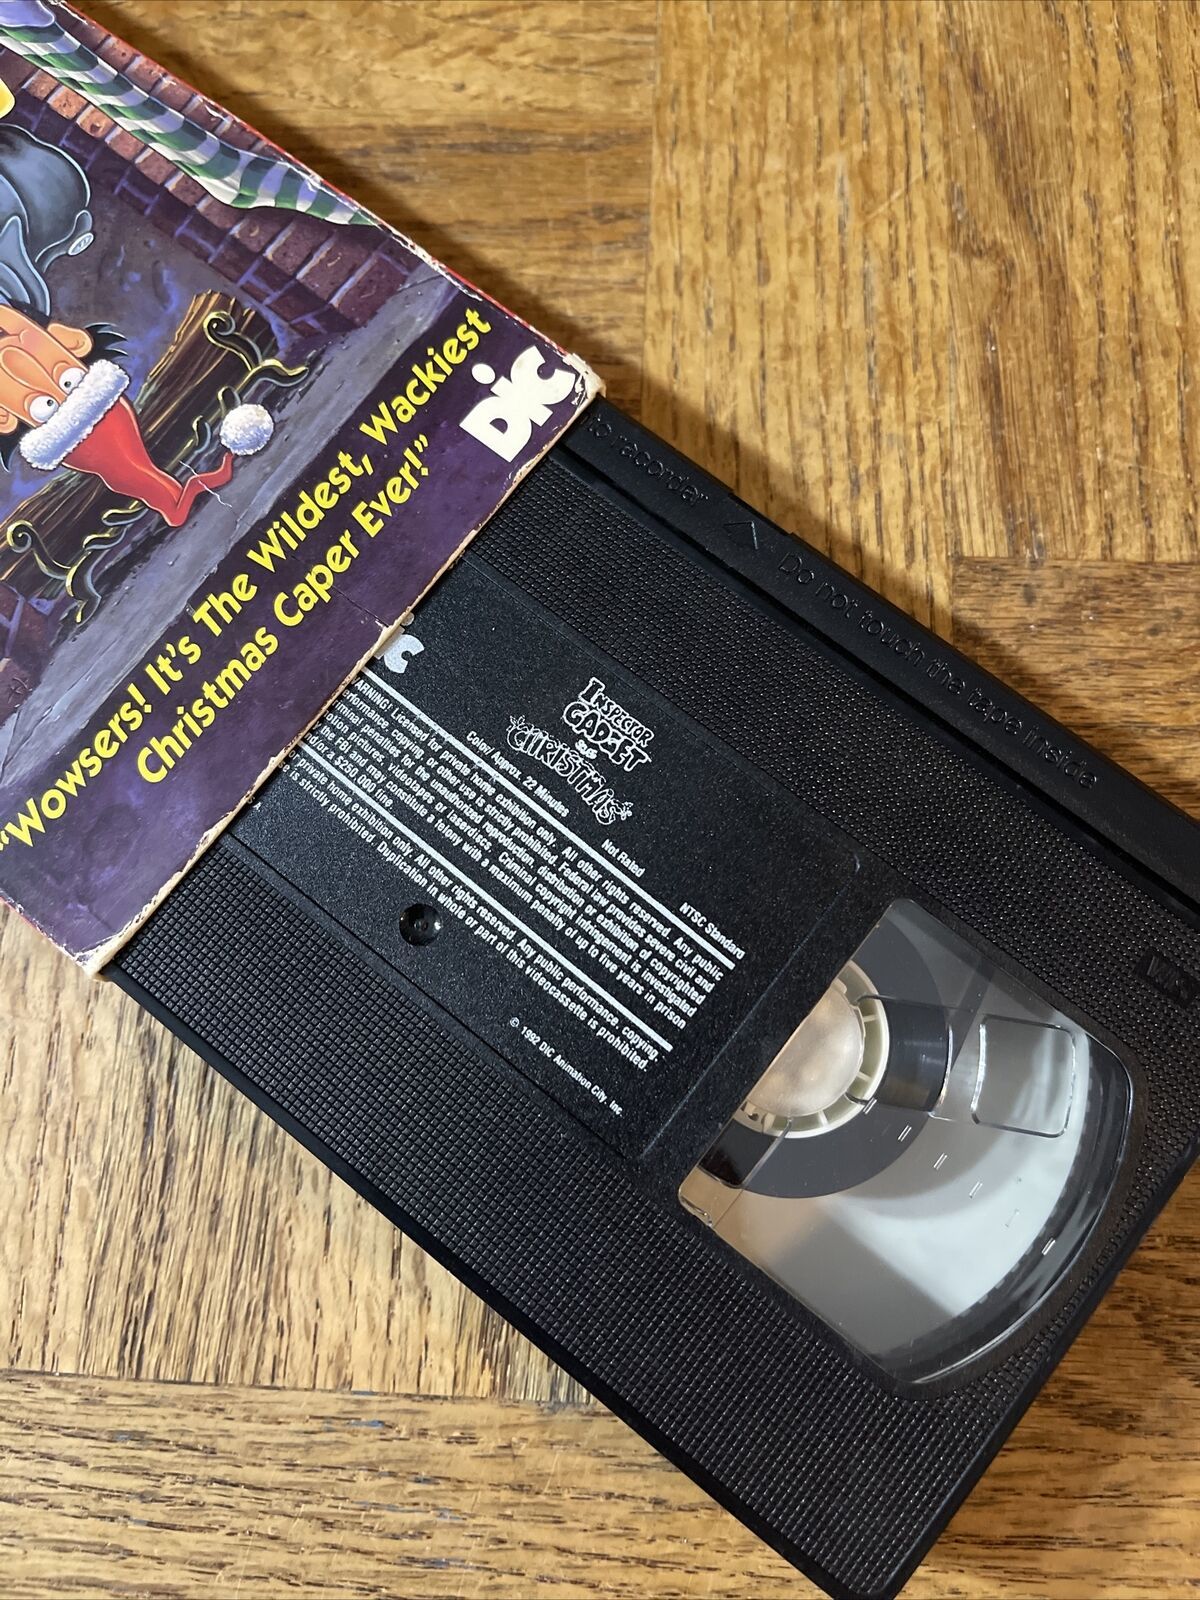 "Wowsers! It's The Wildest, Wackiest
Christmas Caper Ever!"
DiC
to recorder
△ Do not touch the tape inside
VHS
INSPECTOR
GADGET
Saves
CHRISTMAS
Color/Approx. 22 Minutes Not Rated NTSC Standard
WARNING! Licensed for private home exhibition only. All other rights reserved. Any public
performance, copying or other use is strictly prohibited. Federal law provides severe civil and
criminal penalties for the unauthorized reproduction, distribution or exhibition of copyrighted
motion pictures, videotapes or laserdiscs. Criminal copyright infringement is investigated
by the FBI and may constitute a felony with a maximum penalty of up to five years in prison
and/or a $250,000 fine.
private home exhibition only. All other rights reserved. Any public performance, copying,
is strictly prohibited. Duplication in whole or part of this videocassette is prohibited.
© 1992 DIC Animation City, Inc.